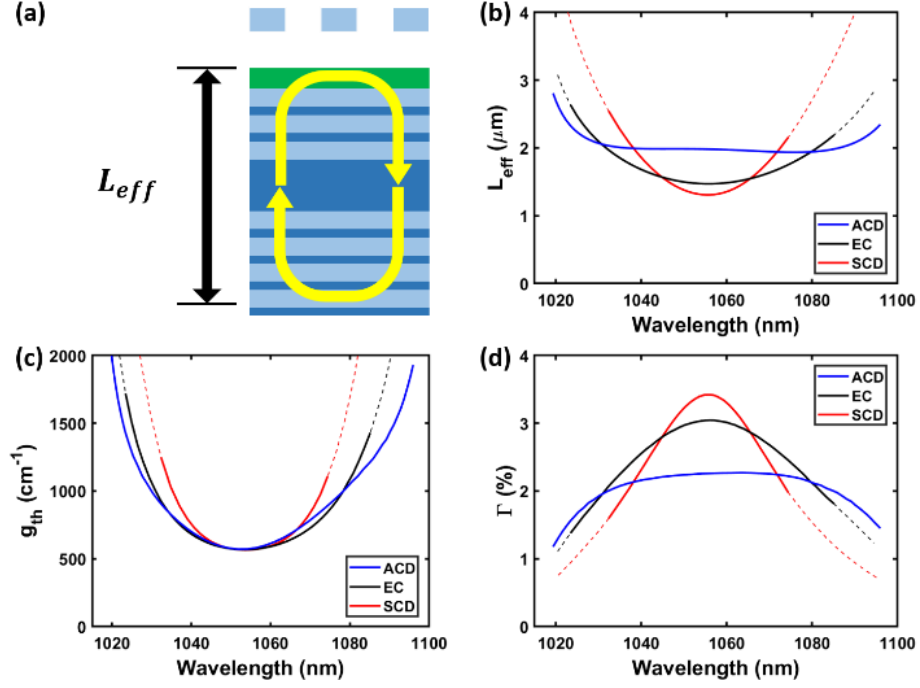 (a)
L_eff
(b)
L_eff (μm)
4
3
2
1
0
1020 1040 1060 1080 1100
Wavelength (nm)
ACD
EC
SCD
(c)
g_th (cm⁻¹)
2000
1500
1000
500
0
1020 1040 1060 1080 1100
Wavelength (nm)
ACD
EC
SCD
(d)
Γ (%)
4
3
2
1
0
1020 1040 1060 1080 1100
Wavelength (nm)
ACD
EC
SCD